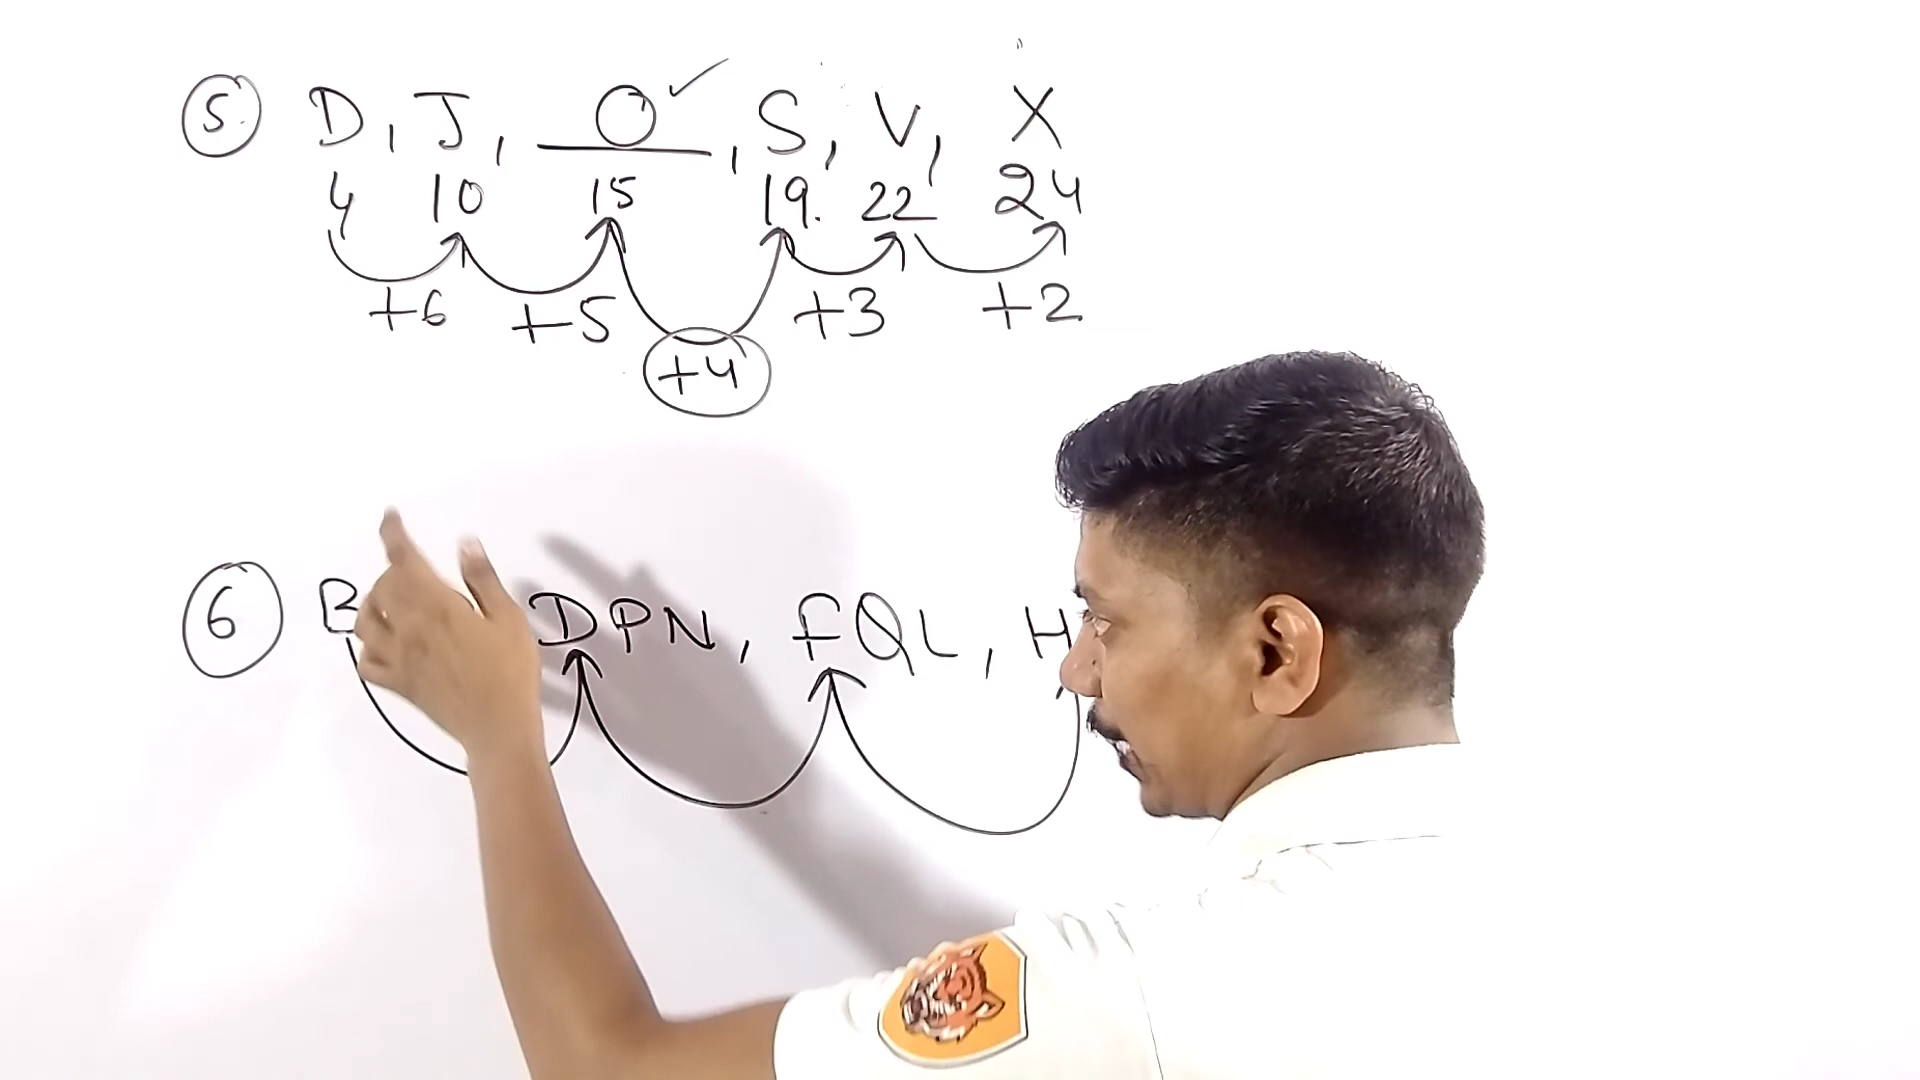 5 D, J, O ✓, S, V, X
4 10 15 19. 22 24
+6 +5 +4 +3 +2
6 B DPN, FQL, H